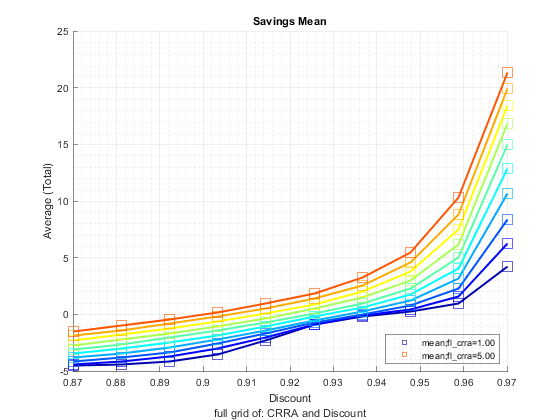 Savings Mean
25
20
15
10
5
0
-5
Average (Total)
0.87 0.88 0.89 0.9 0.91 0.92 0.93 0.94 0.95 0.96 0.97
mean;fl_crra=1.00
mean;fl_crra=5.00
Discount
full grid of: CRRA and Discount